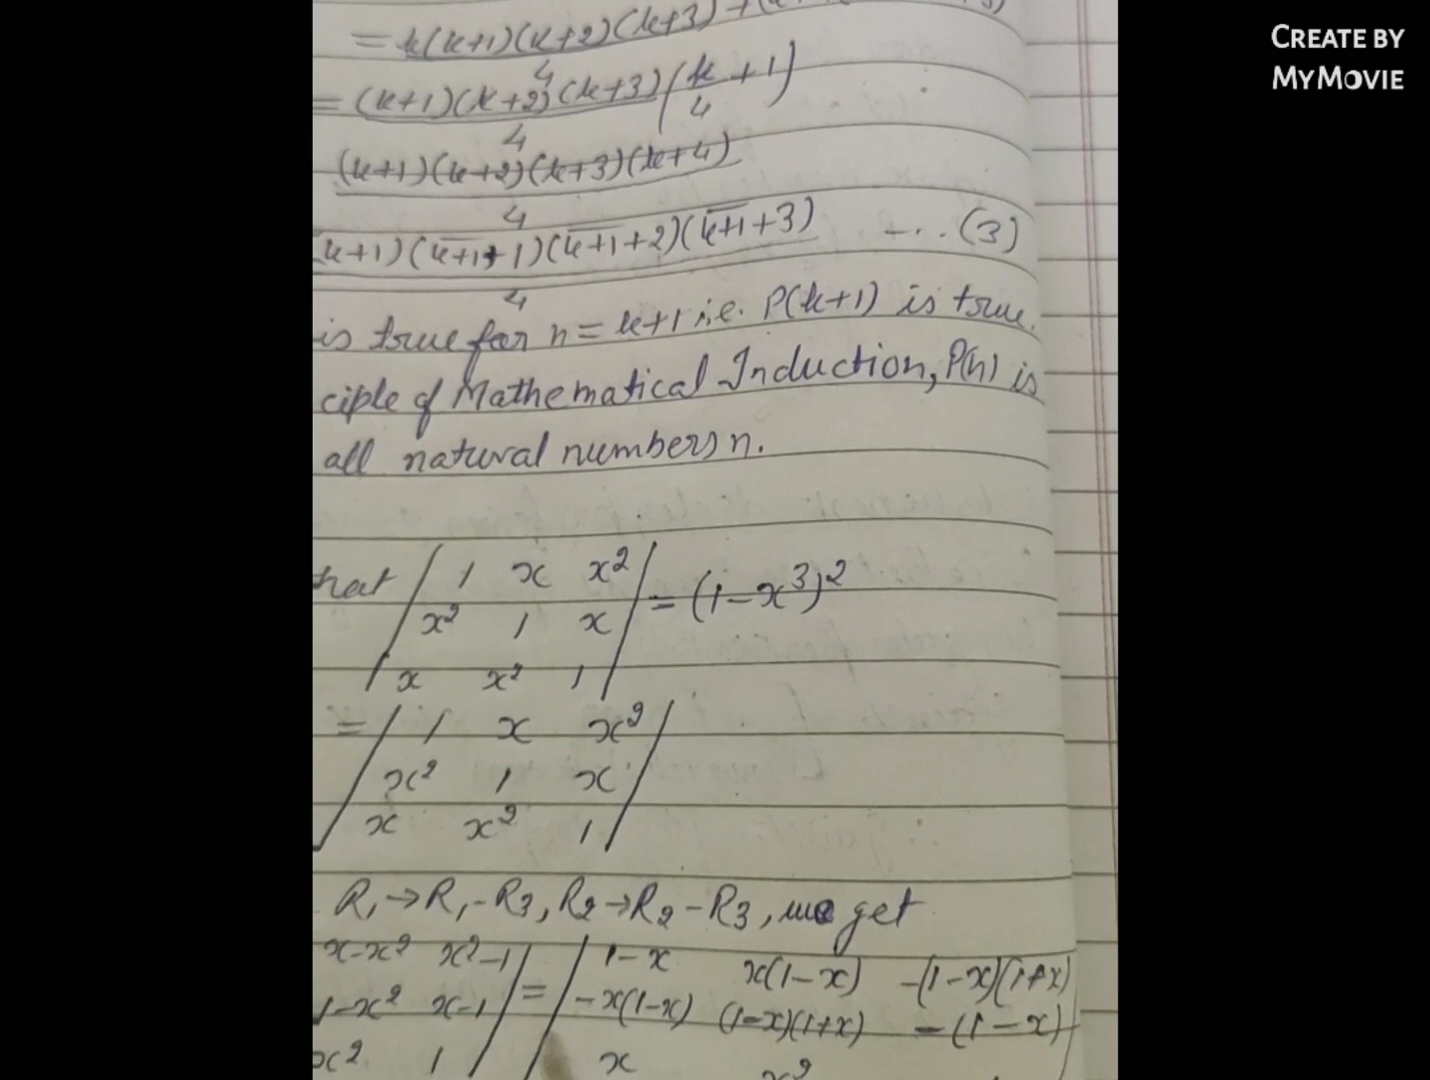 CREATE BY
MYMOVIE
= k(k+1)(k+2)(k+3) +
4
= (k+1)(k+2)(k+3) (k/4 + 1)
4
(k+1)(k+2)(k+3)(k+4)
4
k+1)(k+1+1)(k+1+2)(k+1+3) -... (3)
4
is true for n = k+1 i.e. P(k+1) is true.
ciple of Mathematical Induction, P(n) is
all natural numbers n.
hat | 1 x x² | = (1-x³)²
x² 1 x
x x² 1
= | 1 x x² |
x² 1 x
x x² 1
R₁→R₁-R₃, R₂→R₂-R₃, we get
x-x² x²-1 | = | 1-x x(1-x) -(1-x)(1+x)
1-x² x-1 -x(1-x) (1-x)(1+x) -(1-x)
x² 1 x x²